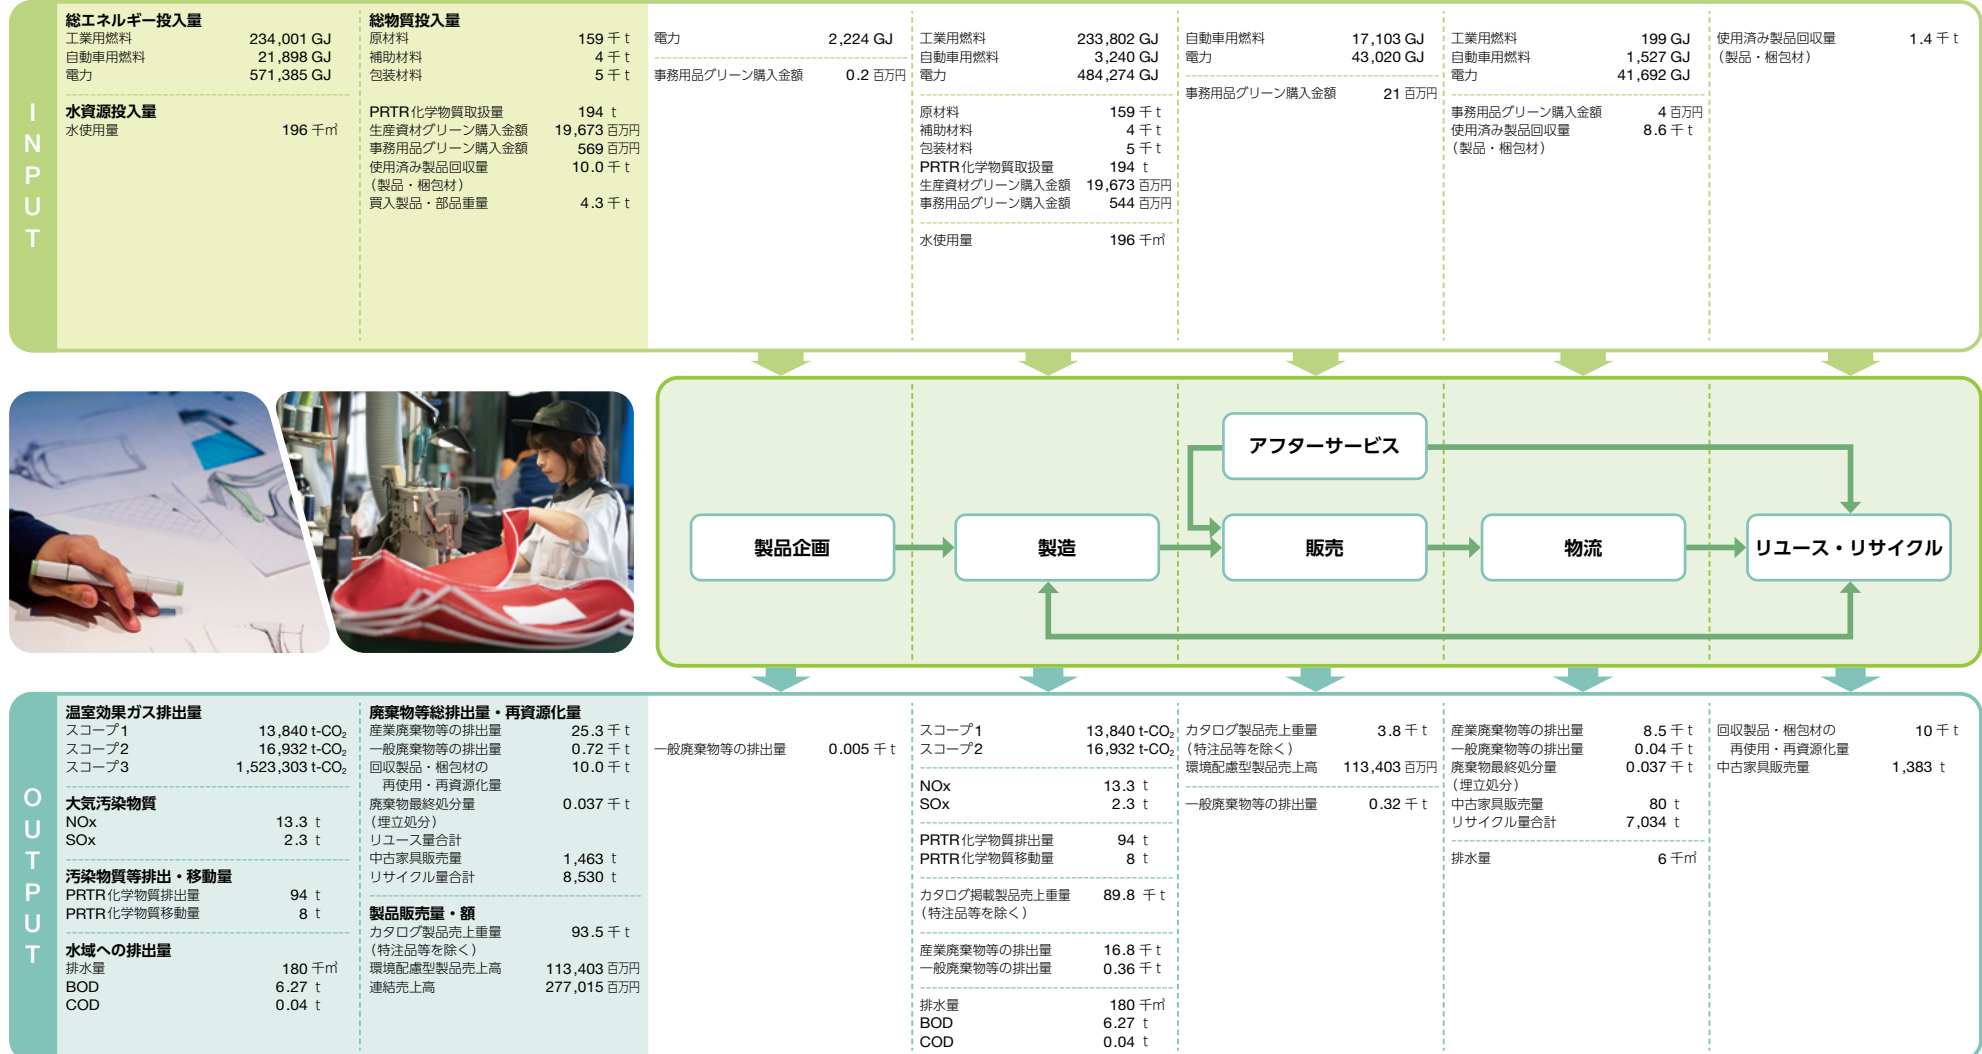 INPUT
総エネルギー投入量
工業用燃料 234,001 GJ
自動車用燃料 21,898 GJ
電力 571,385 GJ
水資源投入量
水使用量 196 千㎥
総物質投入量
原材料 159 千t
補助材料 4 千t
包装材料 5 千t
PRTR化学物質取扱量 194 t
生産資材グリーン購入金額 19,673 百万円
事務用品グリーン購入金額 569 百万円
使用済み製品回収量 10.0 千t
（製品・梱包材）
買入製品・部品重量 4.3 千t
電力 2,224 GJ
事務用品グリーン購入金額 0.2 百万円
工業用燃料 233,802 GJ
自動車用燃料 3,240 GJ
電力 484,274 GJ
原材料 159 千t
補助材料 4 千t
包装材料 5 千t
PRTR化学物質取扱量 194 t
生産資材グリーン購入金額 19,673 百万円
事務用品グリーン購入金額 544 百万円
水使用量 196 千㎥
自動車用燃料 17,103 GJ
電力 43,020 GJ
事務用品グリーン購入金額 21 百万円
工業用燃料 199 GJ
自動車用燃料 1,527 GJ
電力 41,692 GJ
事務用品グリーン購入金額 4 百万円
使用済み製品回収量 8.6 千t
（製品・梱包材）
使用済み製品回収量 1.4 千t
（製品・梱包材）
アフターサービス
製品企画
製造
販売
物流
リユース・リサイクル
OUTPUT
温室効果ガス排出量
スコープ1 13,840 t-CO₂
スコープ2 16,932 t-CO₂
スコープ3 1,523,303 t-CO₂
大気汚染物質
NOx 13.3 t
SOx 2.3 t
汚染物質等排出・移動量
PRTR化学物質排出量 94 t
PRTR化学物質移動量 8 t
水域への排出量
排水量 180 千㎥
BOD 6.27 t
COD 0.04 t
廃棄物等総排出量・再資源化量
産業廃棄物等の排出量 25.3 千t
一般廃棄物等の排出量 0.72 千t
回収製品・梱包材の 10.0 千t
再使用・再資源化量
廃棄物最終処分量 0.037 千t
（埋立処分）
リユース量合計
中古家具販売量 1,463 t
リサイクル量合計 8,530 t
製品販売量・額
カタログ製品売上重量 93.5 千t
（特注品等を除く）
環境配慮型製品売上高 113,403 百万円
連結売上高 277,015 百万円
一般廃棄物等の排出量 0.005 千t
スコープ1 13,840 t-CO₂
スコープ2 16,932 t-CO₂
NOx 13.3 t
SOx 2.3 t
PRTR化学物質排出量 94 t
PRTR化学物質移動量 8 t
カタログ掲載製品売上重量 89.8 千t
（特注品等を除く）
産業廃棄物等の排出量 16.8 千t
一般廃棄物等の排出量 0.36 千t
排水量 180 千㎥
BOD 6.27 t
COD 0.04 t
カタログ製品売上重量 3.8 千t
（特注品等を除く）
環境配慮型製品売上高 113,403 百万円
一般廃棄物等の排出量 0.32 千t
産業廃棄物等の排出量 8.5 千t
一般廃棄物等の排出量 0.04 千t
廃棄物最終処分量 0.037 千t
（埋立処分）
中古家具販売量 80 t
リサイクル量合計 7,034 t
排水量 6 千㎥
回収製品・梱包材の 10 千t
再使用・再資源化量
中古家具販売量 1,383 t